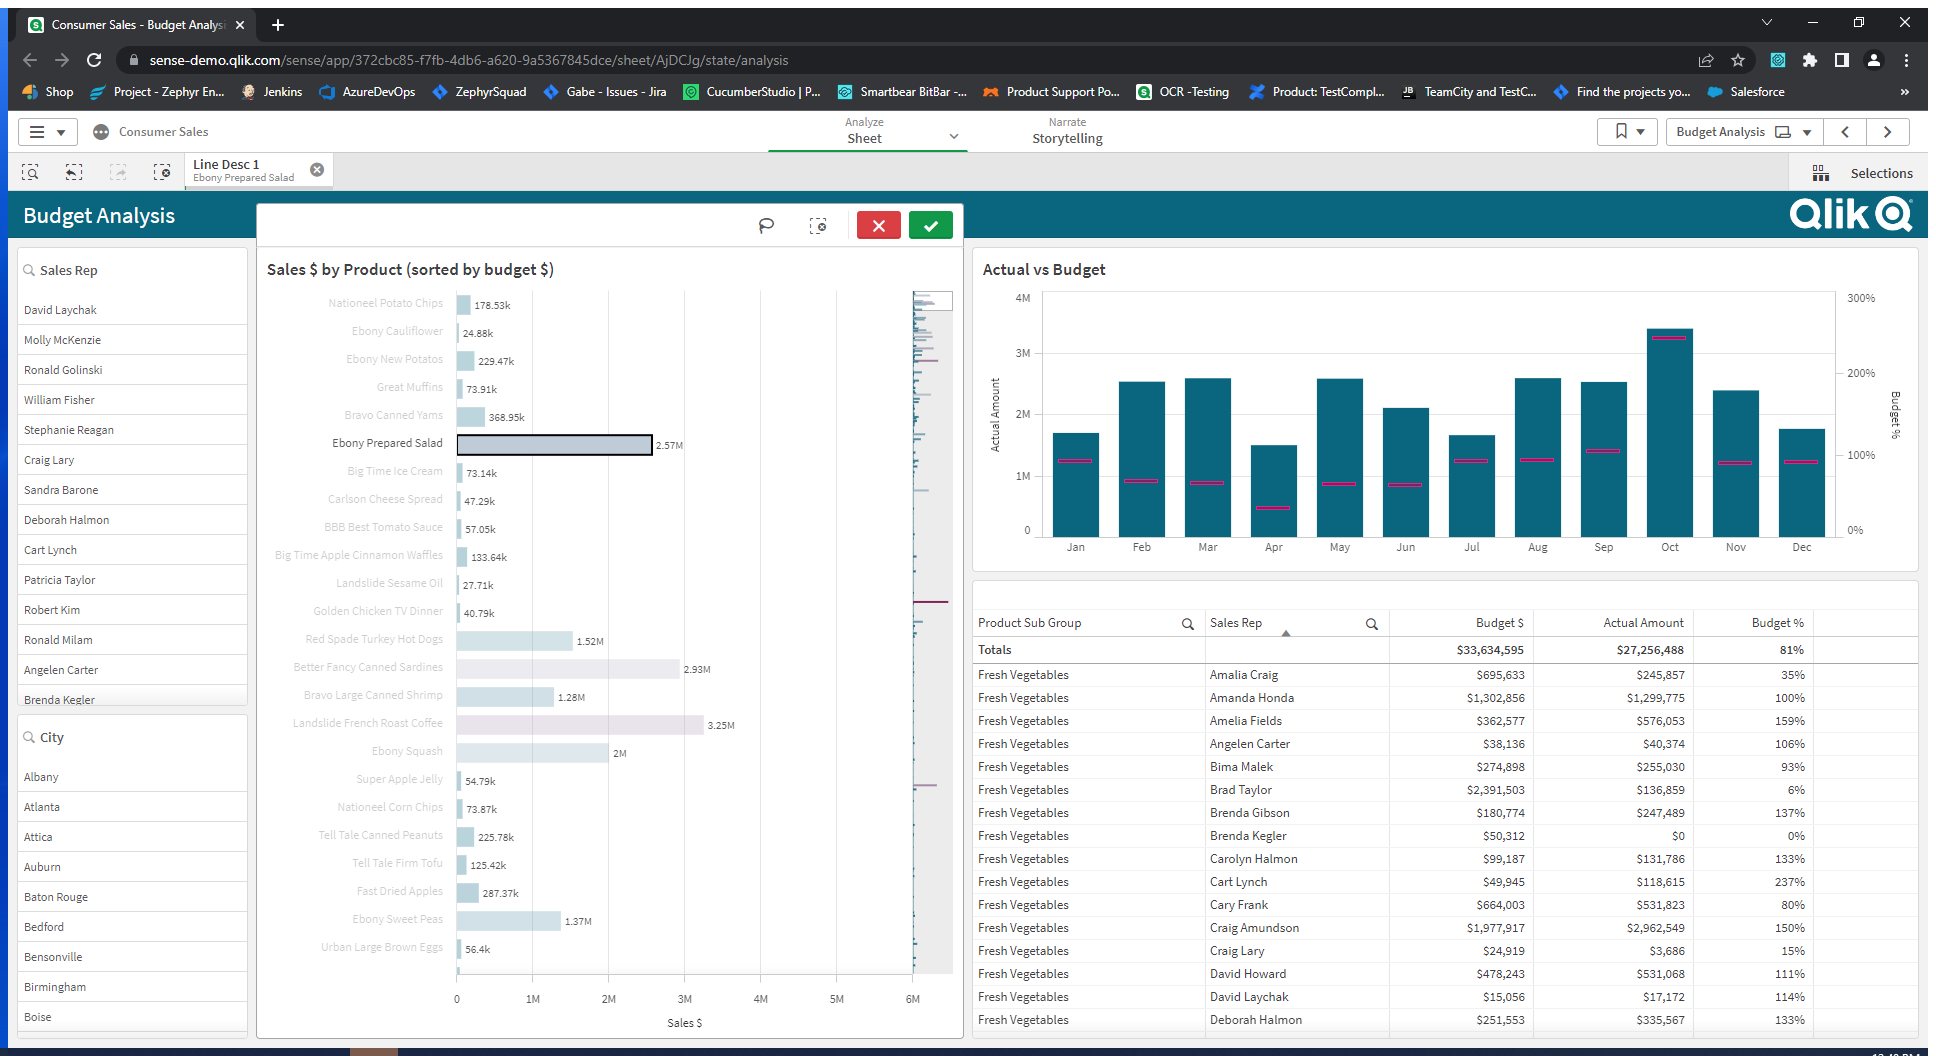 Consumer Sales - Budget Analysi
sense-demo.qlik.com/sense/app/372cbc85-f7fb-4db6-a620-9a5367845dce/sheet/AjDCJg/state/analysis
Shop Project - Zephyr En... Jenkins AzureDevOps ZephyrSquad Gabe - Issues - Jira CucumberStudio | P... Smartbear BitBar -... Product Support Po... OCR -Testing Product: TestCompl... JB TeamCity and TestC... Find the projects yo... Salesforce »
Consumer Sales
Analyze
Sheet
Narrate
Storytelling
Budget Analysis
Line Desc 1
Ebony Prepared Salad
Selections
Budget Analysis
Qlik
Sales Rep
David Laychak
Molly McKenzie
Ronald Golinski
William Fisher
Stephanie Reagan
Craig Lary
Sandra Barone
Deborah Halmon
Cart Lynch
Patricia Taylor
Robert Kim
Ronald Milam
Angelen Carter
Brenda Kegler
City
Albany
Atlanta
Attica
Auburn
Baton Rouge
Bedford
Bensonville
Birmingham
Boise
Sales $ by Product (sorted by budget $)
Nationeel Potato Chips 178.53k
Ebony Cauliflower 24.88k
Ebony New Potatos 229.47k
Great Muffins 73.91k
Bravo Canned Yams 368.95k
Ebony Prepared Salad 2.57M
Big Time Ice Cream 73.14k
Carlson Cheese Spread 47.29k
BBB Best Tomato Sauce 57.05k
Big Time Apple Cinnamon Waffles 133.64k
Landslide Sesame Oil 27.71k
Golden Chicken TV Dinner 40.79k
Red Spade Turkey Hot Dogs 1.52M
Better Fancy Canned Sardines 2.93M
Bravo Large Canned Shrimp 1.28M
Landslide French Roast Coffee 3.25M
Ebony Squash 2M
Super Apple Jelly 54.79k
Nationeel Corn Chips 73.87k
Tell Tale Canned Peanuts 225.78k
Tell Tale Firm Tofu 125.42k
Fast Dried Apples 287.37k
Ebony Sweet Peas 1.37M
Urban Large Brown Eggs 56.4k
0 1M 2M 3M 4M 5M 6M
Sales $
Actual vs Budget
4M
3M
2M
1M
0
Actual Amount
300%
200%
100%
0%
Budget %
Jan Feb Mar Apr May Jun Jul Aug Sep Oct Nov Dec
Product Sub Group Sales Rep Budget $ Actual Amount Budget %
Totals $33,634,595 $27,256,488 81%
Fresh Vegetables Amalia Craig $695,633 $245,857 35%
Fresh Vegetables Amanda Honda $1,302,856 $1,299,775 100%
Fresh Vegetables Amelia Fields $362,577 $576,053 159%
Fresh Vegetables Angelen Carter $38,136 $40,374 106%
Fresh Vegetables Bima Malek $274,898 $255,030 93%
Fresh Vegetables Brad Taylor $2,391,503 $136,859 6%
Fresh Vegetables Brenda Gibson $180,774 $247,489 137%
Fresh Vegetables Brenda Kegler $50,312 $0 0%
Fresh Vegetables Carolyn Halmon $99,187 $131,786 133%
Fresh Vegetables Cart Lynch $49,945 $118,615 237%
Fresh Vegetables Cary Frank $664,003 $531,823 80%
Fresh Vegetables Craig Amundson $1,977,917 $2,962,549 150%
Fresh Vegetables Craig Lary $24,919 $3,686 15%
Fresh Vegetables David Howard $478,243 $531,068 111%
Fresh Vegetables David Laychak $15,056 $17,172 114%
Fresh Vegetables Deborah Halmon $251,553 $335,567 133%